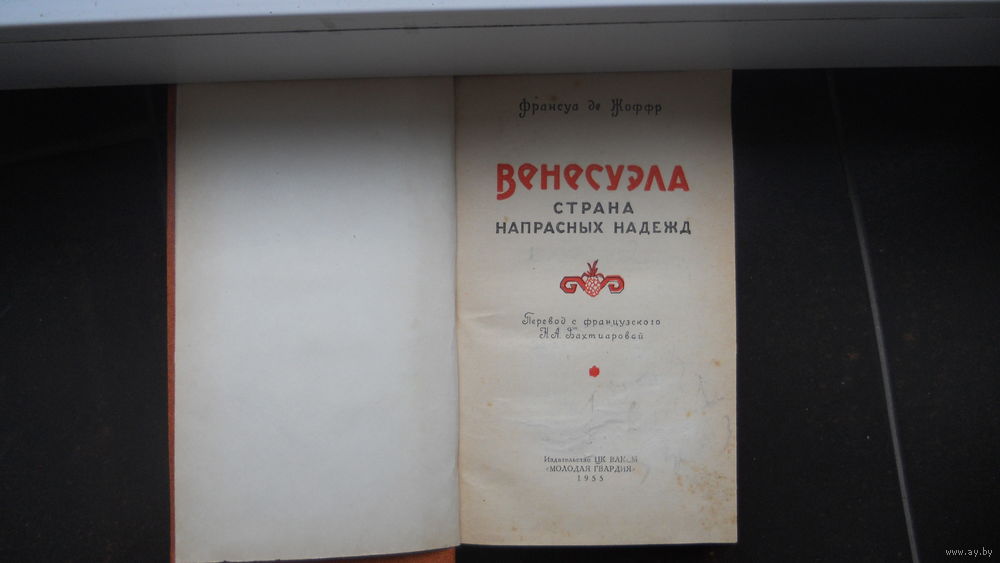 Франсуа де Жоффр
ВЕНЕСУЭЛА
СТРАНА
НАПРАСНЫХ НАДЕЖД
Перевод с французского
Н.А. Бахтиаровой
Издательство ЦК ВЛКСМ
«МОЛОДАЯ ГВАРДИЯ»
1955
www.ay.by